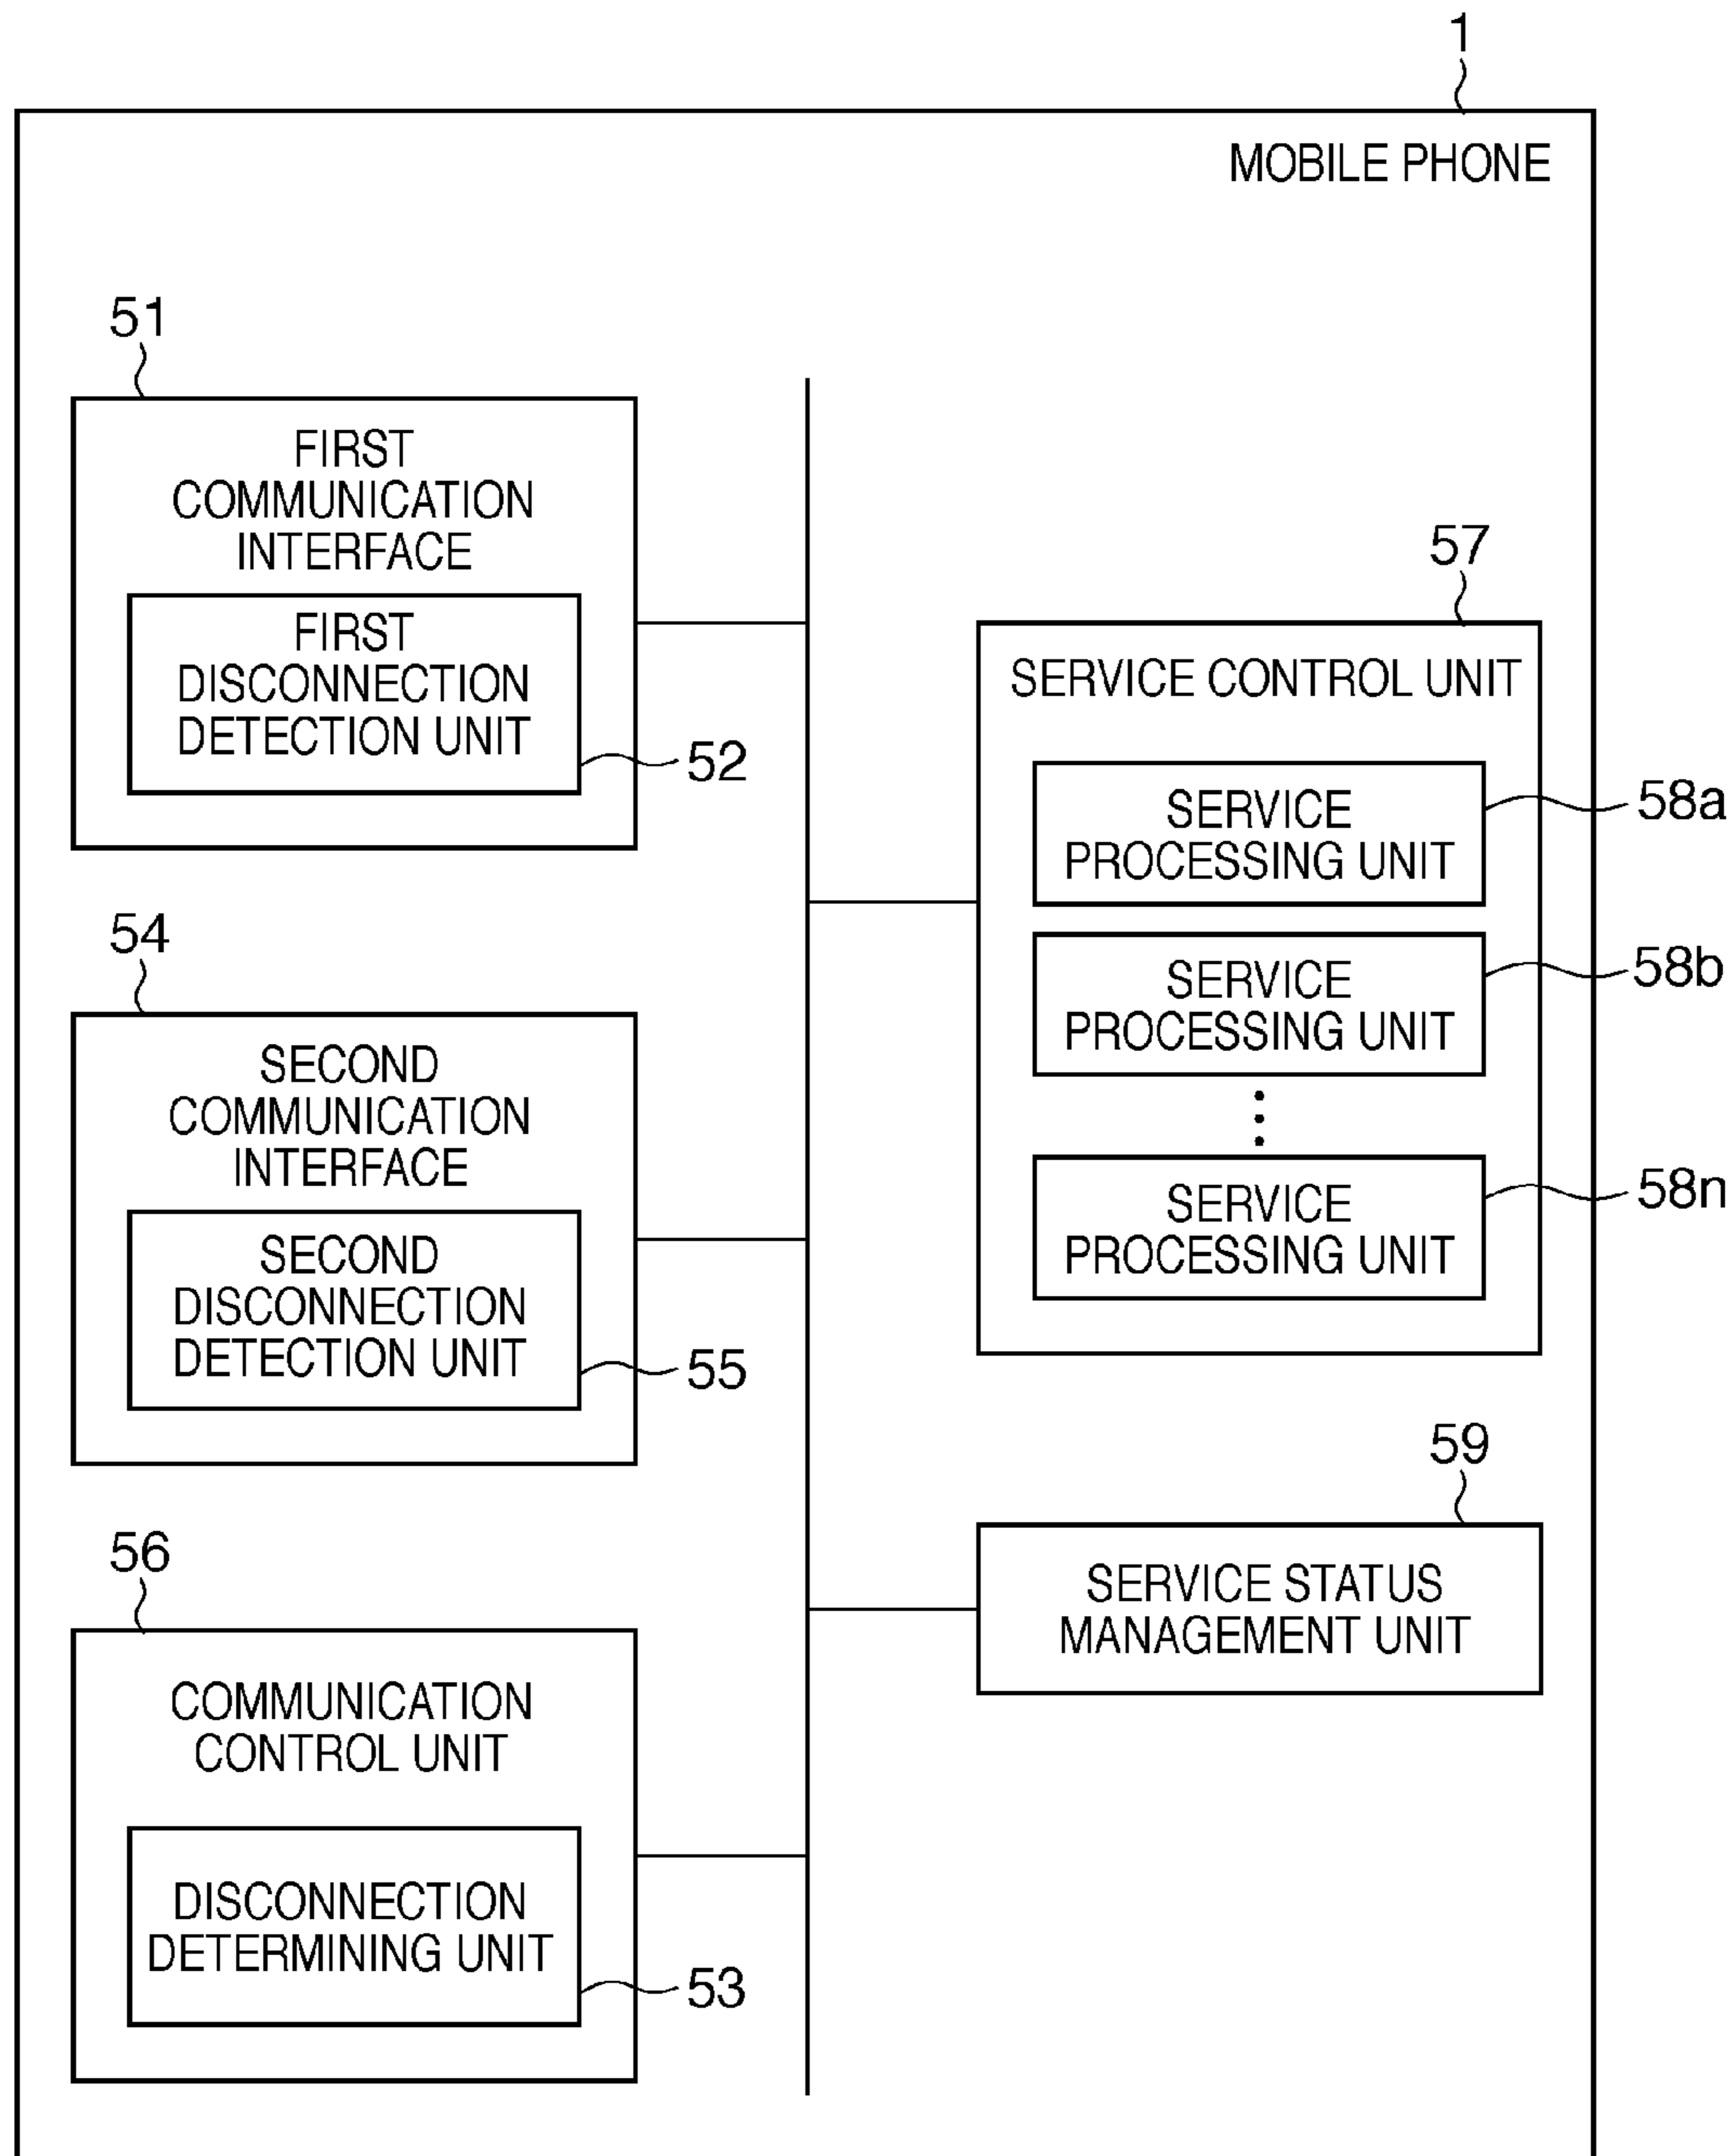 1
MOBILE PHONE
51
FIRST
COMMUNICATION
INTERFACE
FIRST
DISCONNECTION
DETECTION UNIT
52
54
SECOND
COMMUNICATION
INTERFACE
SECOND
DISCONNECTION
DETECTION UNIT
55
56
COMMUNICATION
CONTROL UNIT
DISCONNECTION
DETERMINING UNIT
53
57
SERVICE CONTROL UNIT
SERVICE
PROCESSING UNIT
58a
SERVICE
PROCESSING UNIT
58b
SERVICE
PROCESSING UNIT
58n
59
SERVICE STATUS
MANAGEMENT UNIT